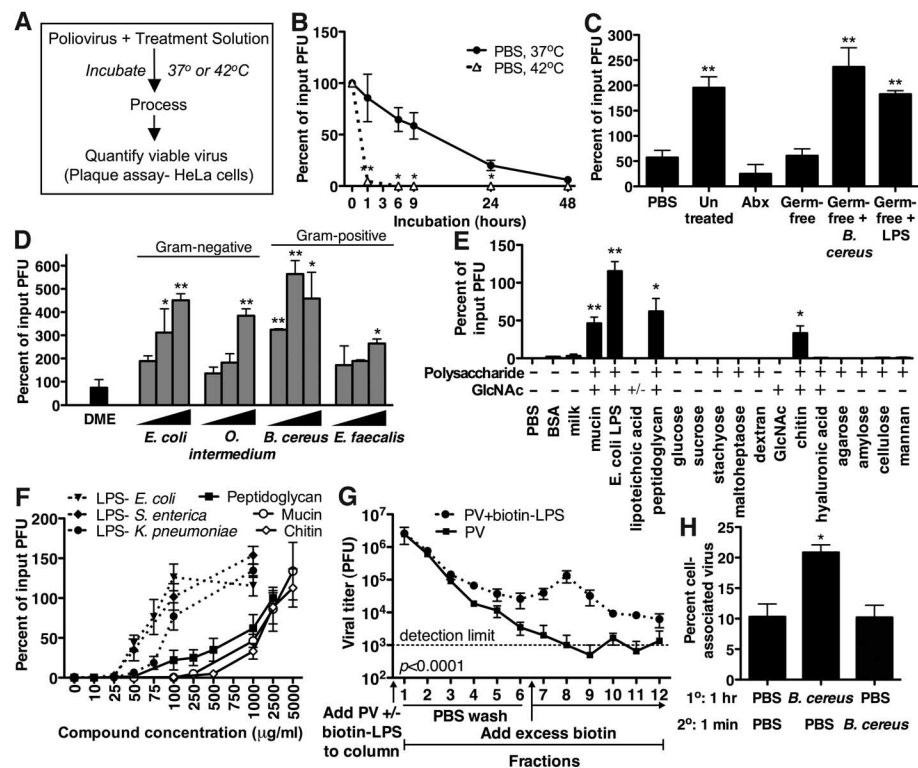 A
Poliovirus + Treatment Solution
Incubate 37º or 42ºC
Process
Quantify viable virus
(Plaque assay- HeLa cells)
B
Percent of input PFU
150
100
50
0
PBS, 37ºC
PBS, 42ºC
** * * *
0 1 3 6 9 24 48
Incubation (hours)
C
Percent of input PFU
300
250
200
150
100
50
0
** ** **
PBS
Un
treated
Abx
Germ-
free
Germ-
free +
B.
cereus
Germ-
free +
LPS
D
Gram-negative
Gram-positive
Percent of input PFU
600
500
400
300
200
100
0
* ** ** ** ** * *
DME
E. coli
O.
intermedium
B. cereus
E. faecalis
E
Percent of
input PFU
150
100
50
0
** ** * *
Polysaccharide - - - + + - + - - + + + - + + + + + +
GlcNAc - - - + + +/- + - - - - - + + + - - - -
PBS
BSA
milk
mucin
E.coli LPS
lipoteichoic acid
peptidoglycan
glucose
sucrose
stachyose
maltoheptaose
dextran
GlcNAc
chitin
hyaluronic acid
agarose
amylose
cellulose
mannan
F
LPS- E. coli
LPS- S. enterica
LPS- K. pneumoniae
Peptidoglycan
Mucin
Chitin
Percent of input PFU
200
150
100
50
0
0 10 25 50 75 100 250 500 750 1000 2500 5000
Compound concentration (µg/ml)
G
PV+biotin-LPS
PV
Viral titer (PFU)
10⁷
10⁶
10⁵
10⁴
10³
10²
detection limit
p<0.0001
1 2 3 4 5 6 7 8 9 10 11 12
Add PV +/-
biotin-LPS
to column
PBS wash
Add excess biotin
Fractions
H
Percent cell-
associated virus
25
20
15
10
5
0
*
1º: 1 hr PBS B. cereus PBS
2º: 1 min PBS PBS B. cereus